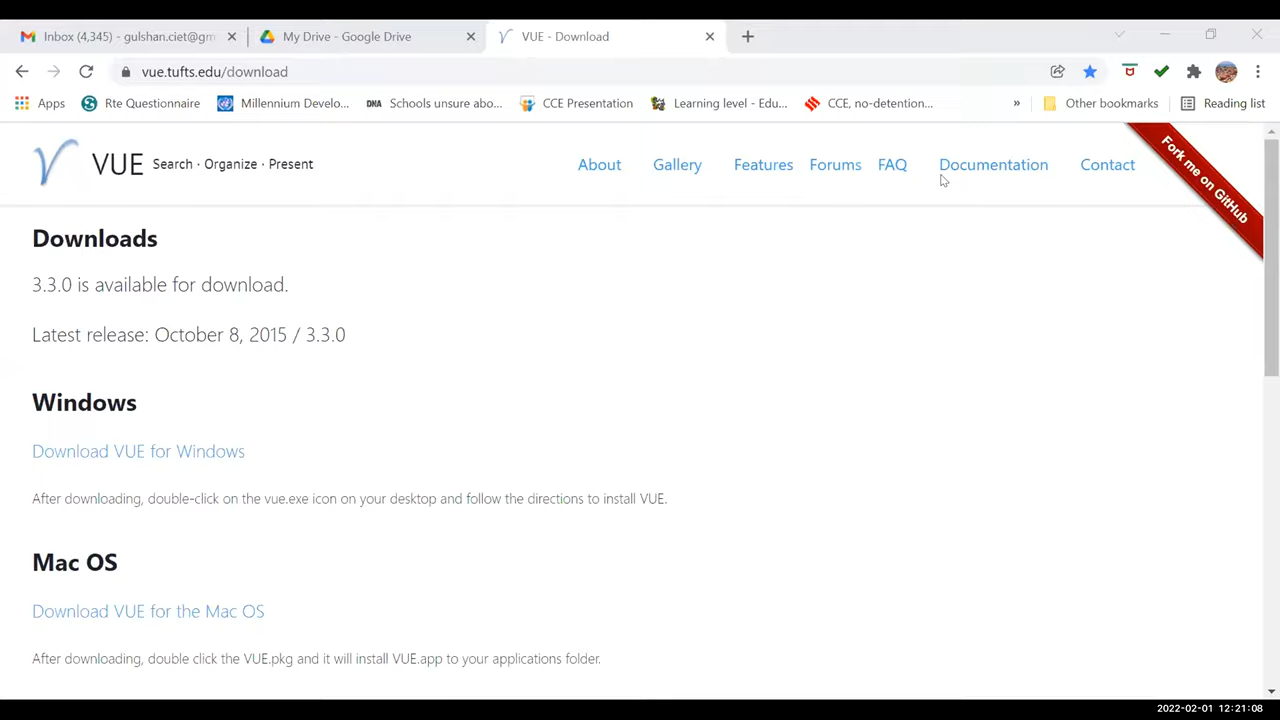 Inbox (4,345) - gulshan.ciet@gm
My Drive - Google Drive
VUE - Download
vue.tufts.edu/download
Apps
Rte Questionnaire
Millennium Develo...
DNA Schools unsure abo...
CCE Presentation
Learning level - Edu...
CCE, no-detention...
»
Other bookmarks
Reading list
VUE Search · Organize · Present
About
Gallery
Features
Forums
FAQ
Documentation
Contact
Fork me on GitHub
Downloads
3.3.0 is available for download.
Latest release: October 8, 2015 / 3.3.0
Windows
Download VUE for Windows
After downloading, double-click on the vue.exe icon on your desktop and follow the directions to install VUE.
Mac OS
Download VUE for the Mac OS
After downloading, double click the VUE.pkg and it will install VUE.app to your applications folder.
2022-02-01 12:21:08